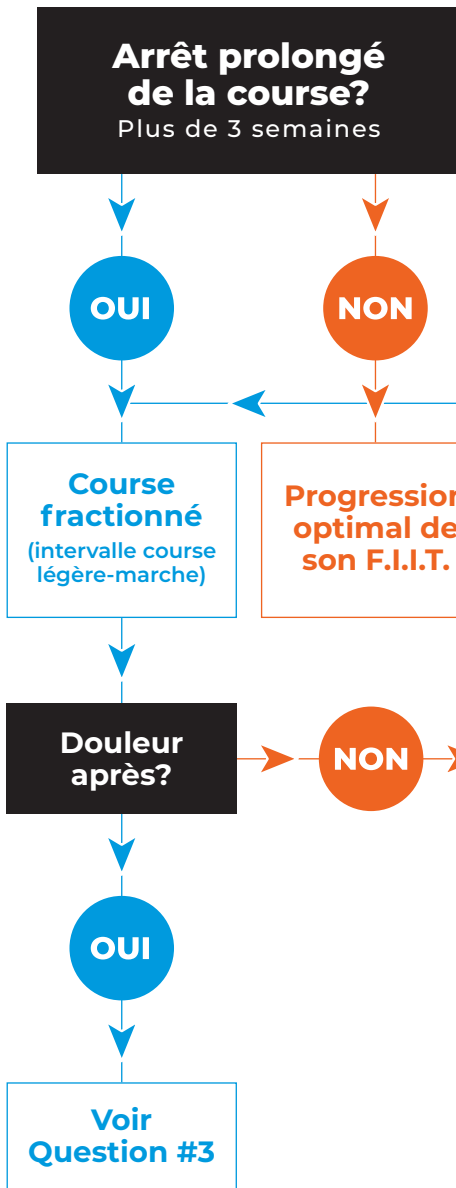 Arrêt prolongé
de la course?
Plus de 3 semaines
OUI
NON
Course
fractionné
(intervalle course
légère-marche)
Progression
optimal de
son F.I.I.T.
Douleur
après?
NON
OUI
Voir
Question #3